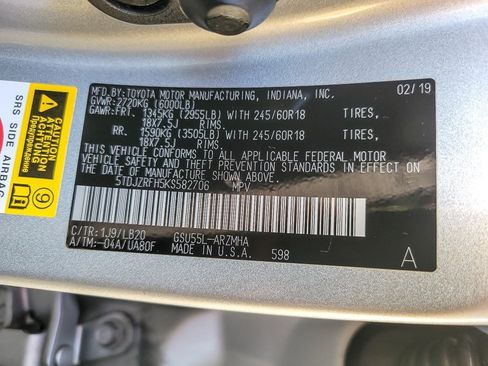 MFD. BY: TOYOTA MOTOR MANUFACTURING, INDIANA, INC. 02/19
GVWR: 2720KG (6000LB)
GAWR: FRT. 1345KG (2955LB) WITH 245/60R18 TIRES,
18X7.5J RIMS
RR. 1590KG (3505LB) WITH 245/60R18 TIRES,
18X7.5J RIMS
THIS VEHICLE CONFORMS TO ALL APPLICABLE FEDERAL MOTOR
VEHICLE SAFETY AND THEFT PREVENTION STANDARDS IN EFFECT ON
THE DATE OF MANUFACTURE SHOWN ABOVE.
5TDJZRFH5KS582706 MPV
C/TR: 1J9/LB20 GSU55L-ARZMHA
A/TM: -04A/UA80F MADE IN U.S.A. 598 A
SRS SIDE AIRBAG
CAUTION
ATTENTION
ACHTUNG
Предупреждение